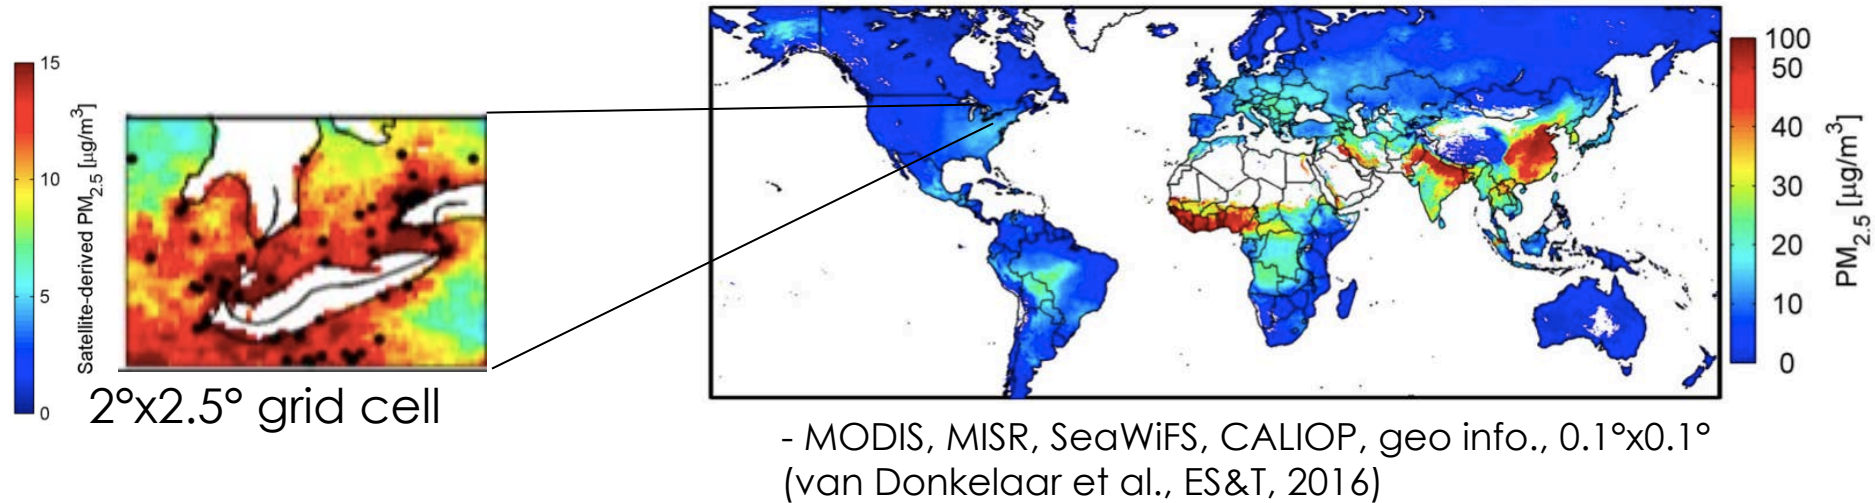 15
10
5
0
Satellite-derived PM2.5 [μg/m3]
2°x2.5° grid cell
100
50
40
30
20
10
0
PM2.5 [μg/m3]
- MODIS, MISR, SeaWiFS, CALIOP, geo info., 0.1°x0.1°
(van Donkelaar et al., ES&T, 2016)